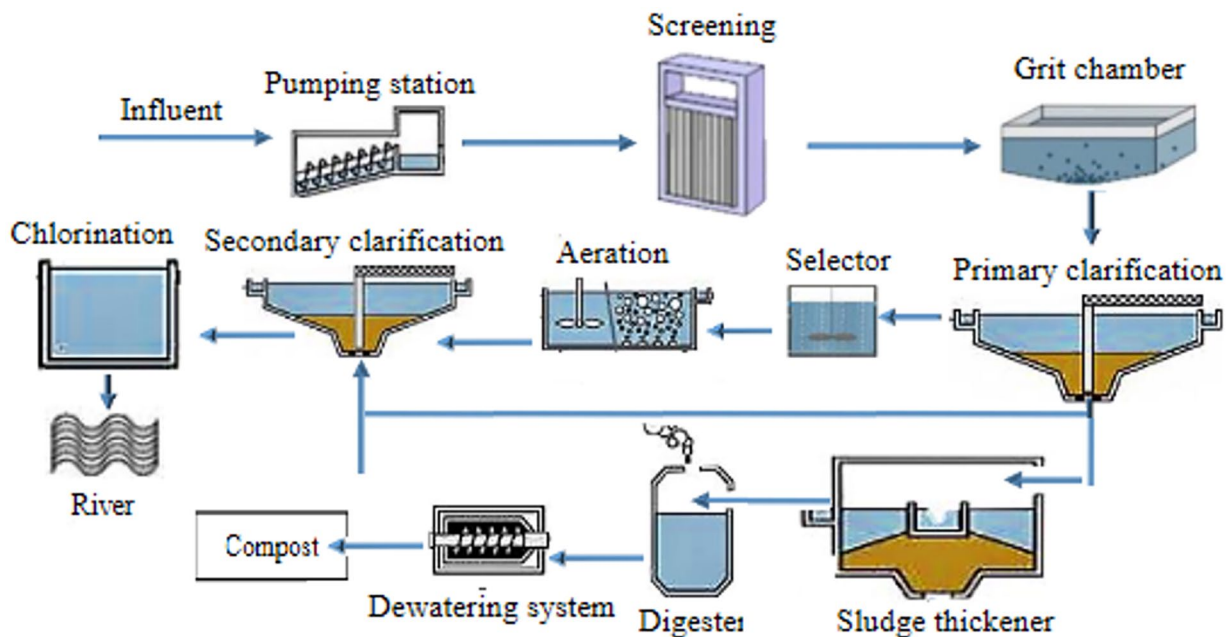 Screening
Grit chamber
Pumping station
Influent
Chlorination
Secondary clarification
Aeration
Selector
Primary clarification
River
Compost
Dewatering system
Digester
Sludge thickener